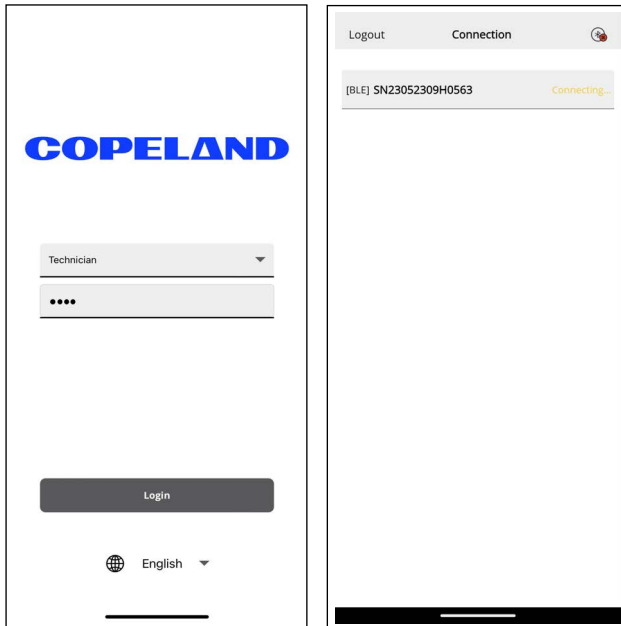 COPELAND
Technician
••••
Login
English
Logout Connection
[BLE] SN23052309H0563 Connecting...